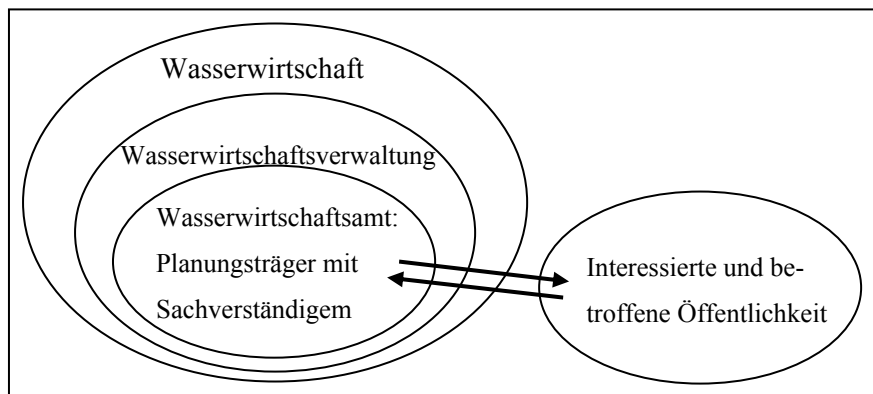 Wasserwirtschaft
Wasserwirtschaftsverwaltung
Wasserwirtschaftsamt:
Planungsträger mit
Sachverständigem
Interessierte und be-
troffene Öffentlichkeit